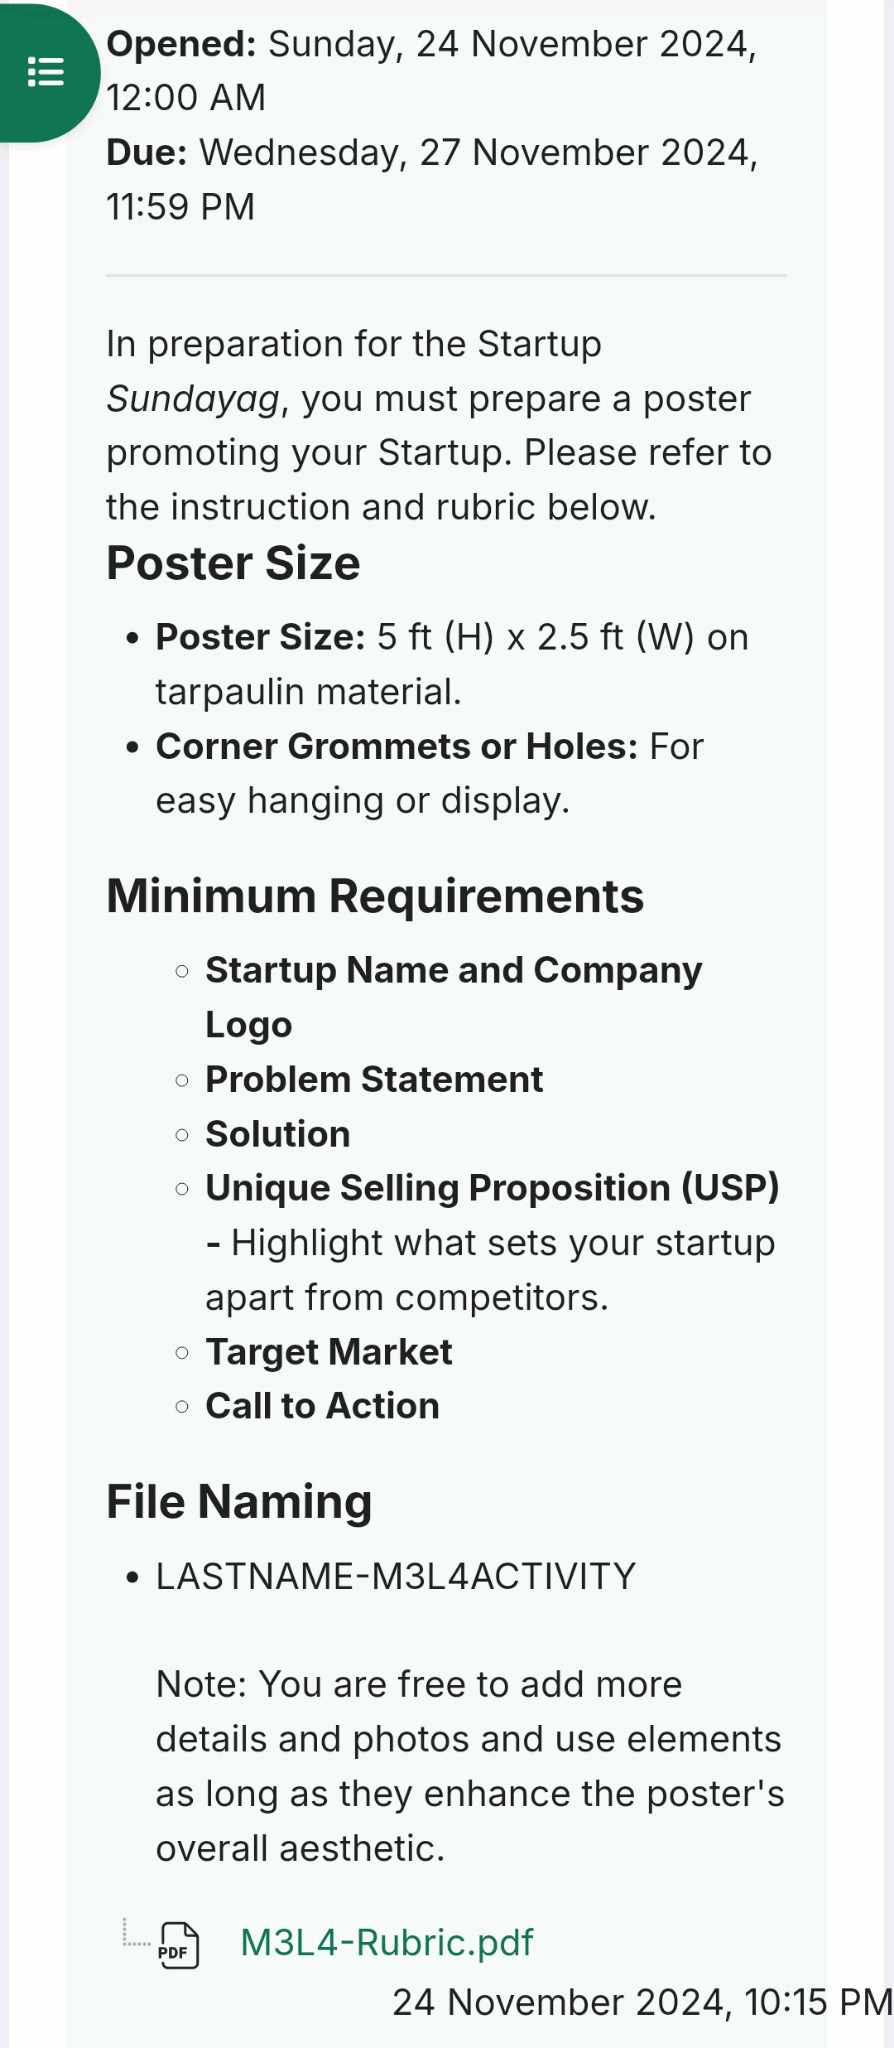 Opened: Sunday, 24 November 2024,
12:00 AM
Due: Wednesday, 27 November 2024,
11:59 PM
In preparation for the Startup
Sundayag, you must prepare a poster
promoting your Startup. Please refer to
the instruction and rubric below.
Poster Size
• Poster Size: 5 ft (H) x 2.5 ft (W) on
tarpaulin material.
• Corner Grommets or Holes: For
easy hanging or display.
Minimum Requirements
○ Startup Name and Company
Logo
○ Problem Statement
○ Solution
○ Unique Selling Proposition (USP)
- Highlight what sets your startup
apart from competitors.
○ Target Market
○ Call to Action
File Naming
• LASTNAME-M3L4ACTIVITY
Note: You are free to add more
details and photos and use elements
as long as they enhance the poster's
overall aesthetic.
PDF M3L4-Rubric.pdf
24 November 2024, 10:15 PM